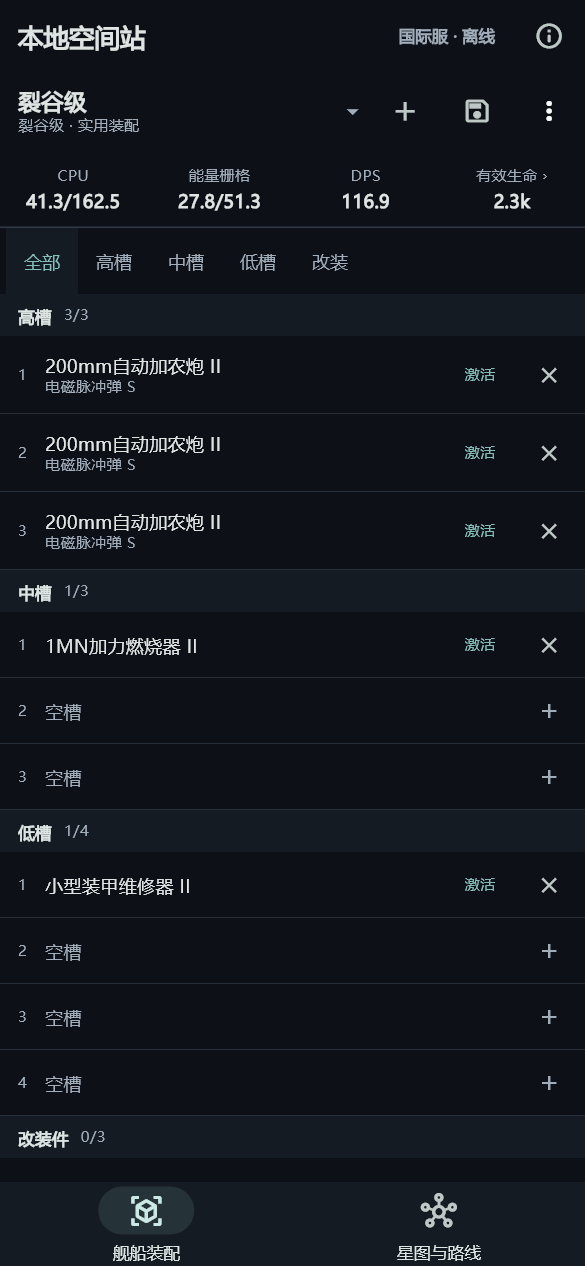 本地空间站
国际服 · 离线
裂谷级
裂谷级 · 实用装配
CPU 能量栅格 DPS 有效生命 ›
41.3/162.5 27.8/51.3 116.9 2.3k
全部 高槽 中槽 低槽 改装
高槽 3/3
1 200mm自动加农炮 II 激活
电磁脉冲弹 S
2 200mm自动加农炮 II 激活
电磁脉冲弹 S
3 200mm自动加农炮 II 激活
电磁脉冲弹 S
中槽 1/3
1 1MN加力燃烧器 II 激活
2 空槽
3 空槽
低槽 1/4
1 小型装甲维修器 II 激活
2 空槽
3 空槽
4 空槽
改装件 0/3
舰船装配 星图与路线